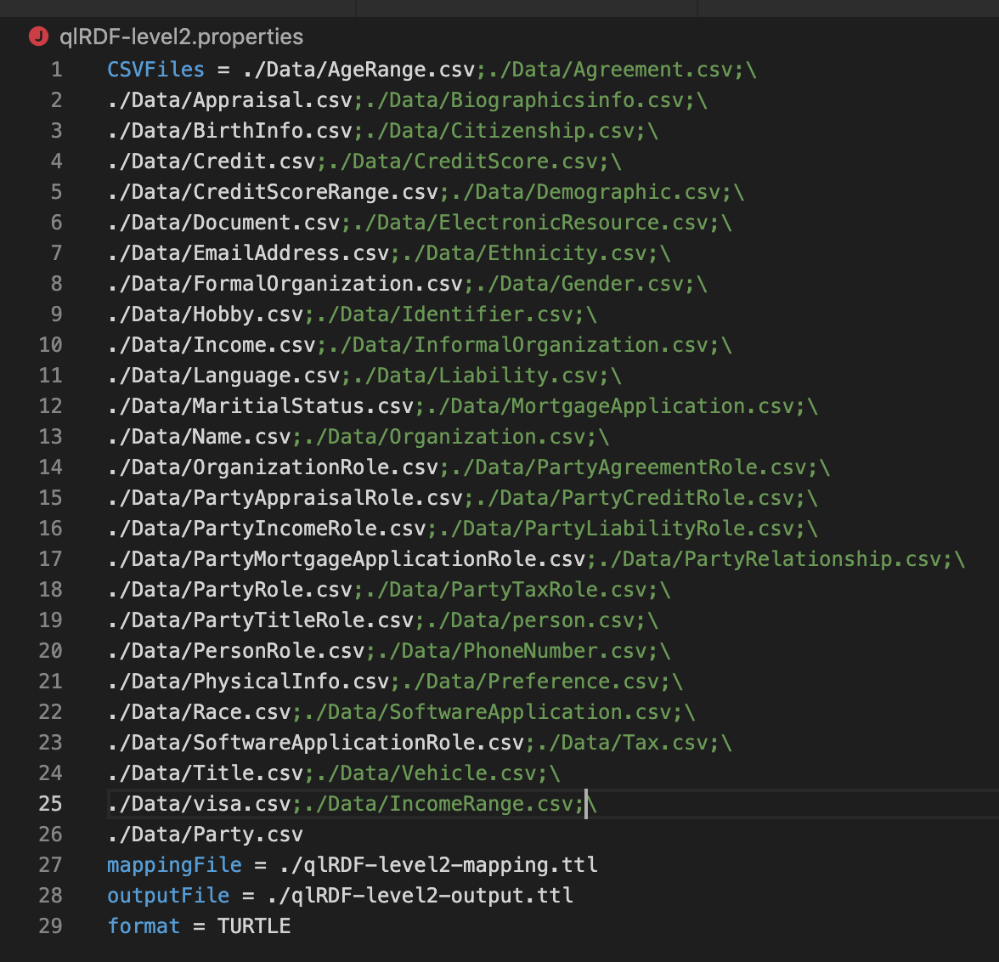 J qlRDF-level2.properties
1 CSVFiles = ./Data/AgeRange.csv;./Data/Agreement.csv;\
2 ./Data/Appraisal.csv;./Data/Biographicsinfo.csv;\
3 ./Data/BirthInfo.csv;./Data/Citizenship.csv;\
4 ./Data/Credit.csv;./Data/CreditScore.csv;\
5 ./Data/CreditScoreRange.csv;./Data/Demographic.csv;\
6 ./Data/Document.csv;./Data/ElectronicResource.csv;\
7 ./Data/EmailAddress.csv;./Data/Ethnicity.csv;\
8 ./Data/FormalOrganization.csv;./Data/Gender.csv;\
9 ./Data/Hobby.csv;./Data/Identifier.csv;\
10 ./Data/Income.csv;./Data/InformalOrganization.csv;\
11 ./Data/Language.csv;./Data/Liability.csv;\
12 ./Data/MaritialStatus.csv;./Data/MortgageApplication.csv;\
13 ./Data/Name.csv;./Data/Organization.csv;\
14 ./Data/OrganizationRole.csv;./Data/PartyAgreementRole.csv;\
15 ./Data/PartyAppraisalRole.csv;./Data/PartyCreditRole.csv;\
16 ./Data/PartyIncomeRole.csv;./Data/PartyLiabilityRole.csv;\
17 ./Data/PartyMortgageApplicationRole.csv;./Data/PartyRelationship.csv;\
18 ./Data/PartyRole.csv;./Data/PartyTaxRole.csv;\
19 ./Data/PartyTitleRole.csv;./Data/person.csv;\
20 ./Data/PersonRole.csv;./Data/PhoneNumber.csv;\
21 ./Data/PhysicalInfo.csv;./Data/Preference.csv;\
22 ./Data/Race.csv;./Data/SoftwareApplication.csv;\
23 ./Data/SoftwareApplicationRole.csv;./Data/Tax.csv;\
24 ./Data/Title.csv;./Data/Vehicle.csv;\
25 ./Data/visa.csv;./Data/IncomeRange.csv;\
26 ./Data/Party.csv
27 mappingFile = ./qlRDF-level2-mapping.ttl
28 outputFile = ./qlRDF-level2-output.ttl
29 format = TURTLE